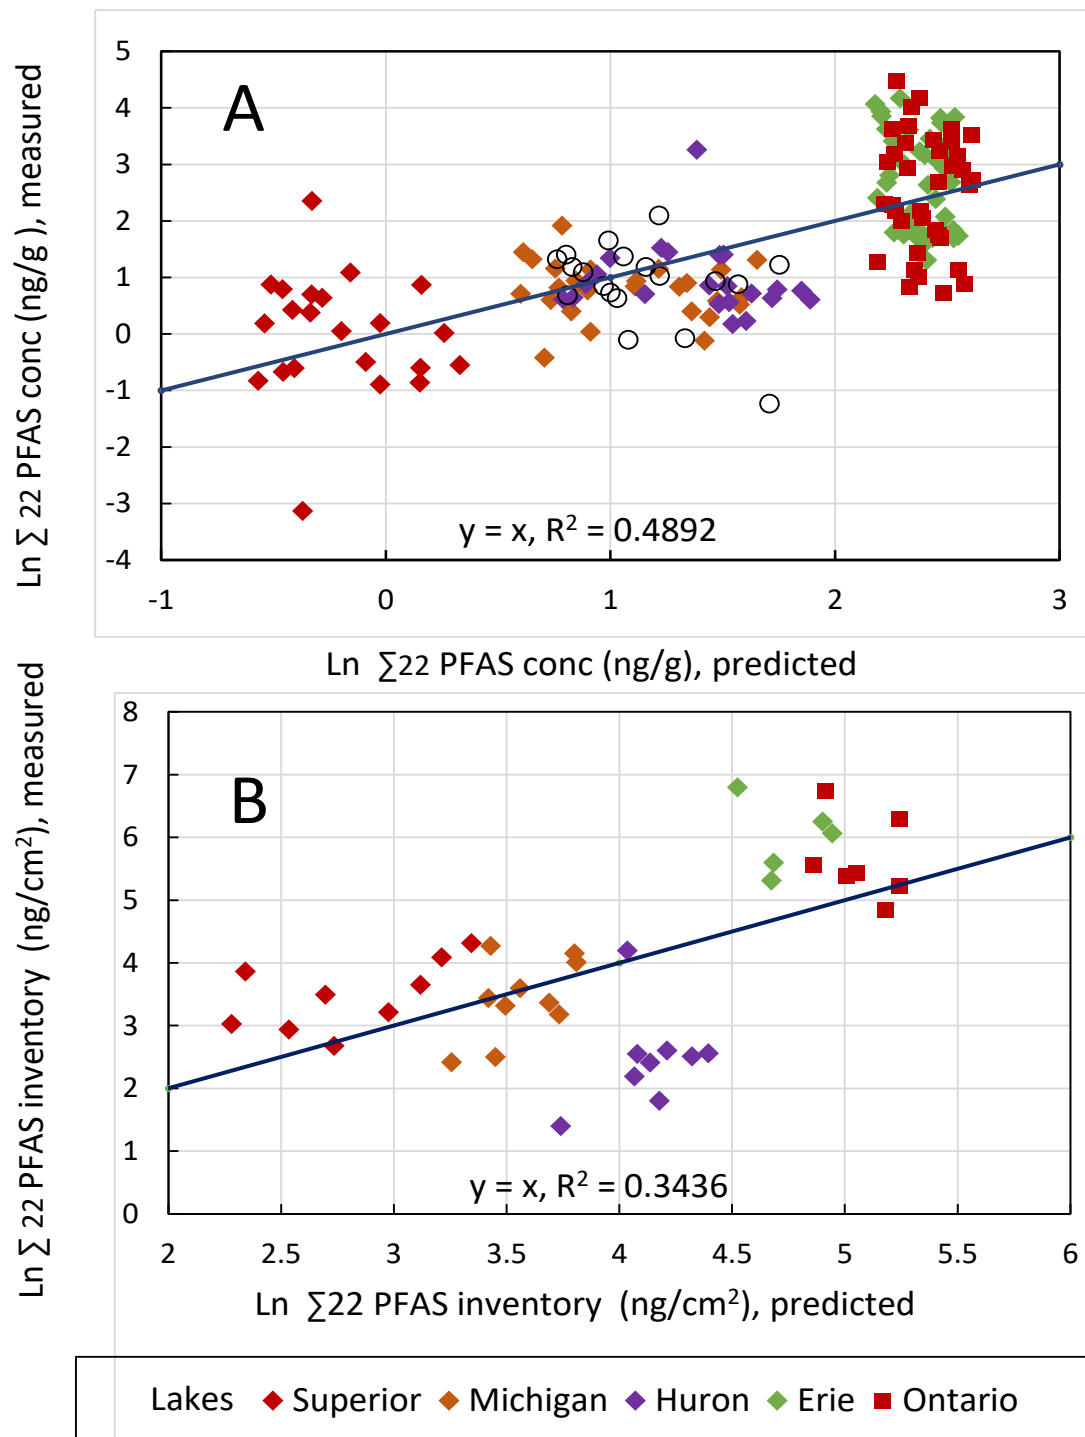 A
5
4
3
2
1
0
-1
-2
-3
-4
Ln ∑ 22 PFAS conc (ng/g ), measured
y = x, R² = 0.4892
-1 0 1 2 3
Ln ∑22 PFAS conc (ng/g), predicted
B
8
7
6
5
4
3
2
1
0
Ln ∑ 22 PFAS inventory (ng/cm²), measured
y = x, R² = 0.3436
2 2.5 3 3.5 4 4.5 5 5.5 6
Ln ∑22 PFAS inventory (ng/cm²), predicted
Lakes Superior Michigan Huron Erie Ontario